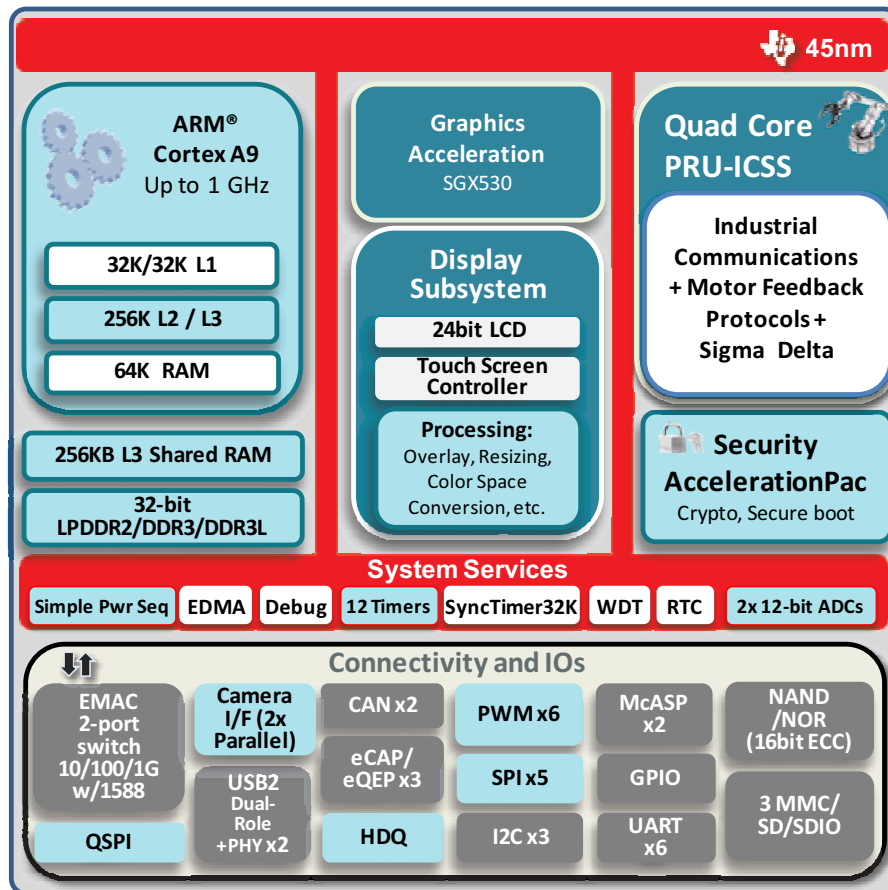 45nm
ARM®
Cortex A9
Up to 1 GHz
32K/32K L1
256K L2 / L3
64K RAM
256KB L3 Shared RAM
32-bit
LPDDR2/DDR3/DDR3L
Graphics
Acceleration
SGX530
Display
Subsystem
24bit LCD
Touch Screen
Controller
Processing:
Overlay, Resizing,
Color Space
Conversion, etc.
Quad Core
PRU-ICSS
Industrial
Communications
+ Motor Feedback
Protocols +
Sigma Delta
Security
AccelerationPac
Crypto, Secure boot
System Services
Simple Pwr Seq
EDMA
Debug
12 Timers
SyncTimer32K
WDT
RTC
2x 12-bit ADCs
Connectivity and IOs
EMAC
2-port
switch
10/100/1G
w/1588
QSPI
Camera
I/F (2x
Parallel)
USB2
Dual-
Role
+PHY x2
CAN x2
eCAP/
eQEP x3
HDQ
PWM x6
SPI x5
I2C x3
McASP
x2
GPIO
UART
x6
NAND
/NOR
(16bit ECC)
3 MMC/
SD/SDIO